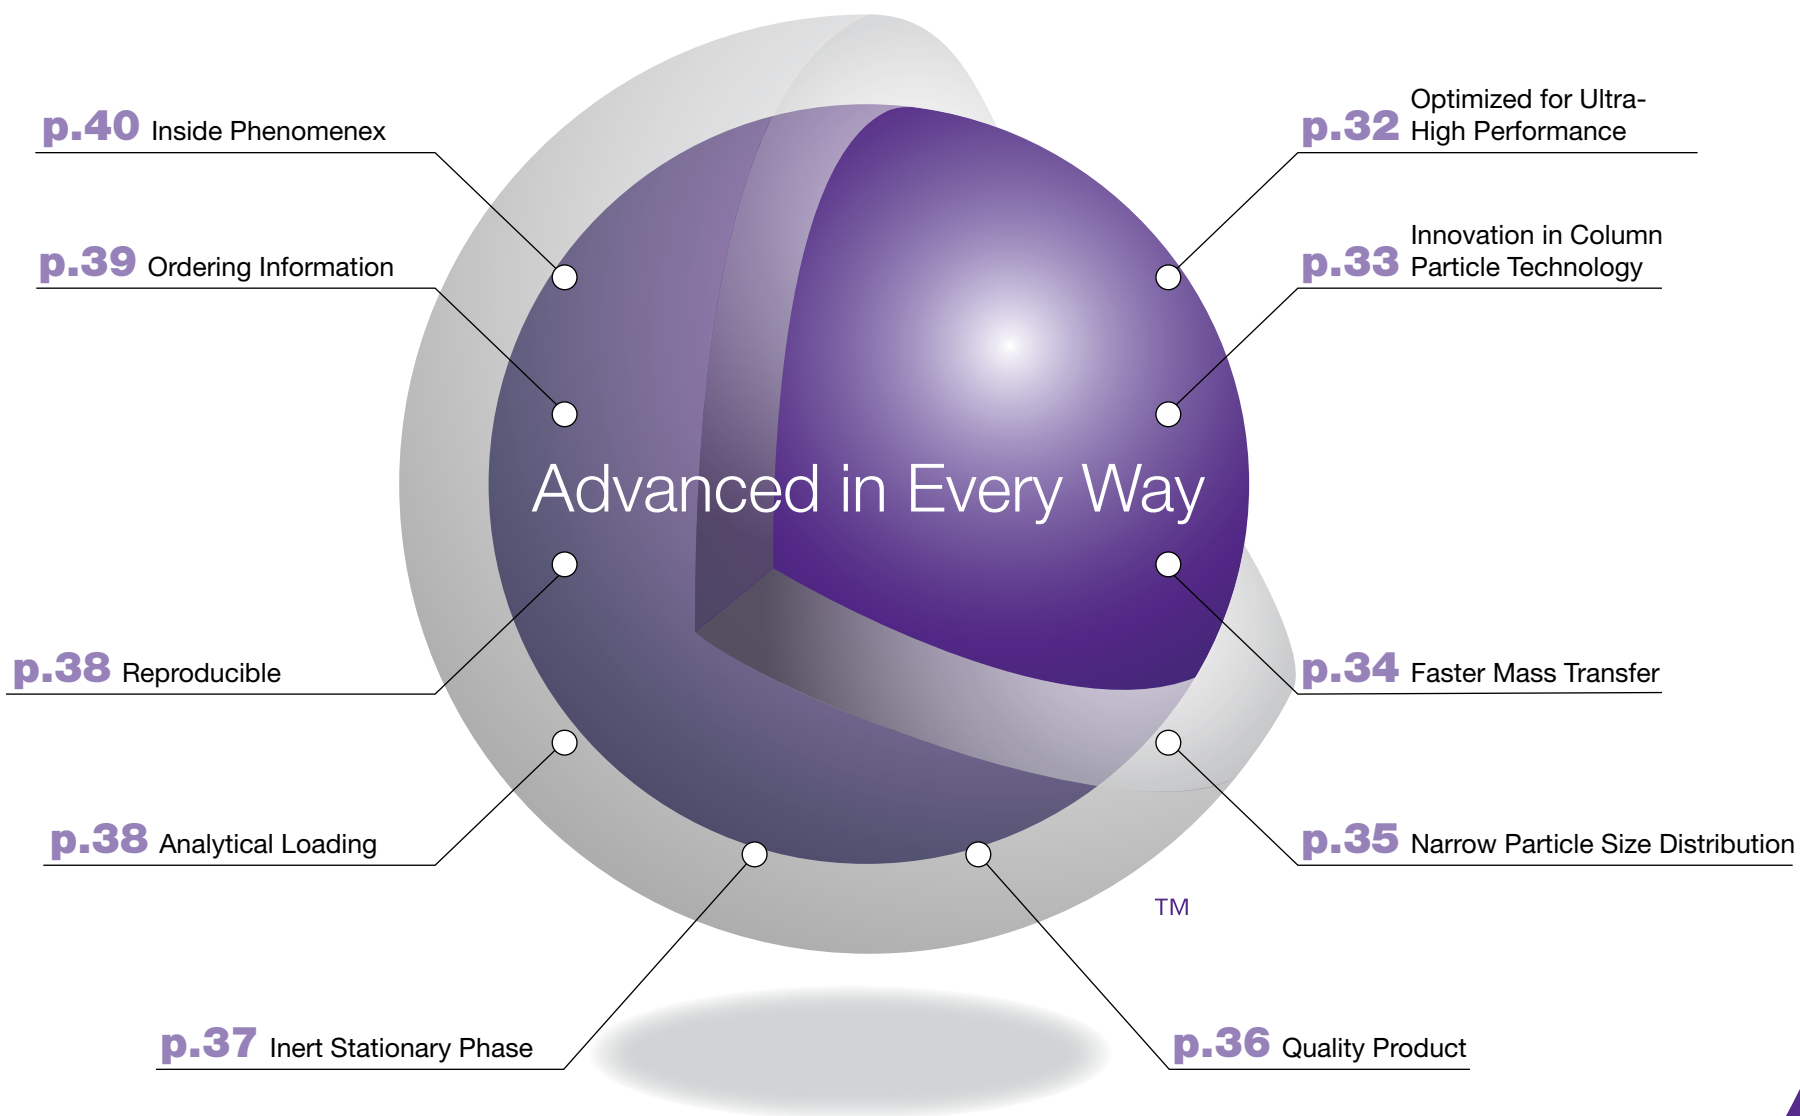 p.40 Inside Phenomenex
p.39 Ordering Information
p.38 Reproducible
p.38 Analytical Loading
p.37 Inert Stationary Phase
Advanced in Every Way
p.32 Optimized for Ultra-
High Performance
p.33 Innovation in Column
Particle Technology
p.34 Faster Mass Transfer
p.35 Narrow Particle Size Distribution
TM
p.36 Quality Product